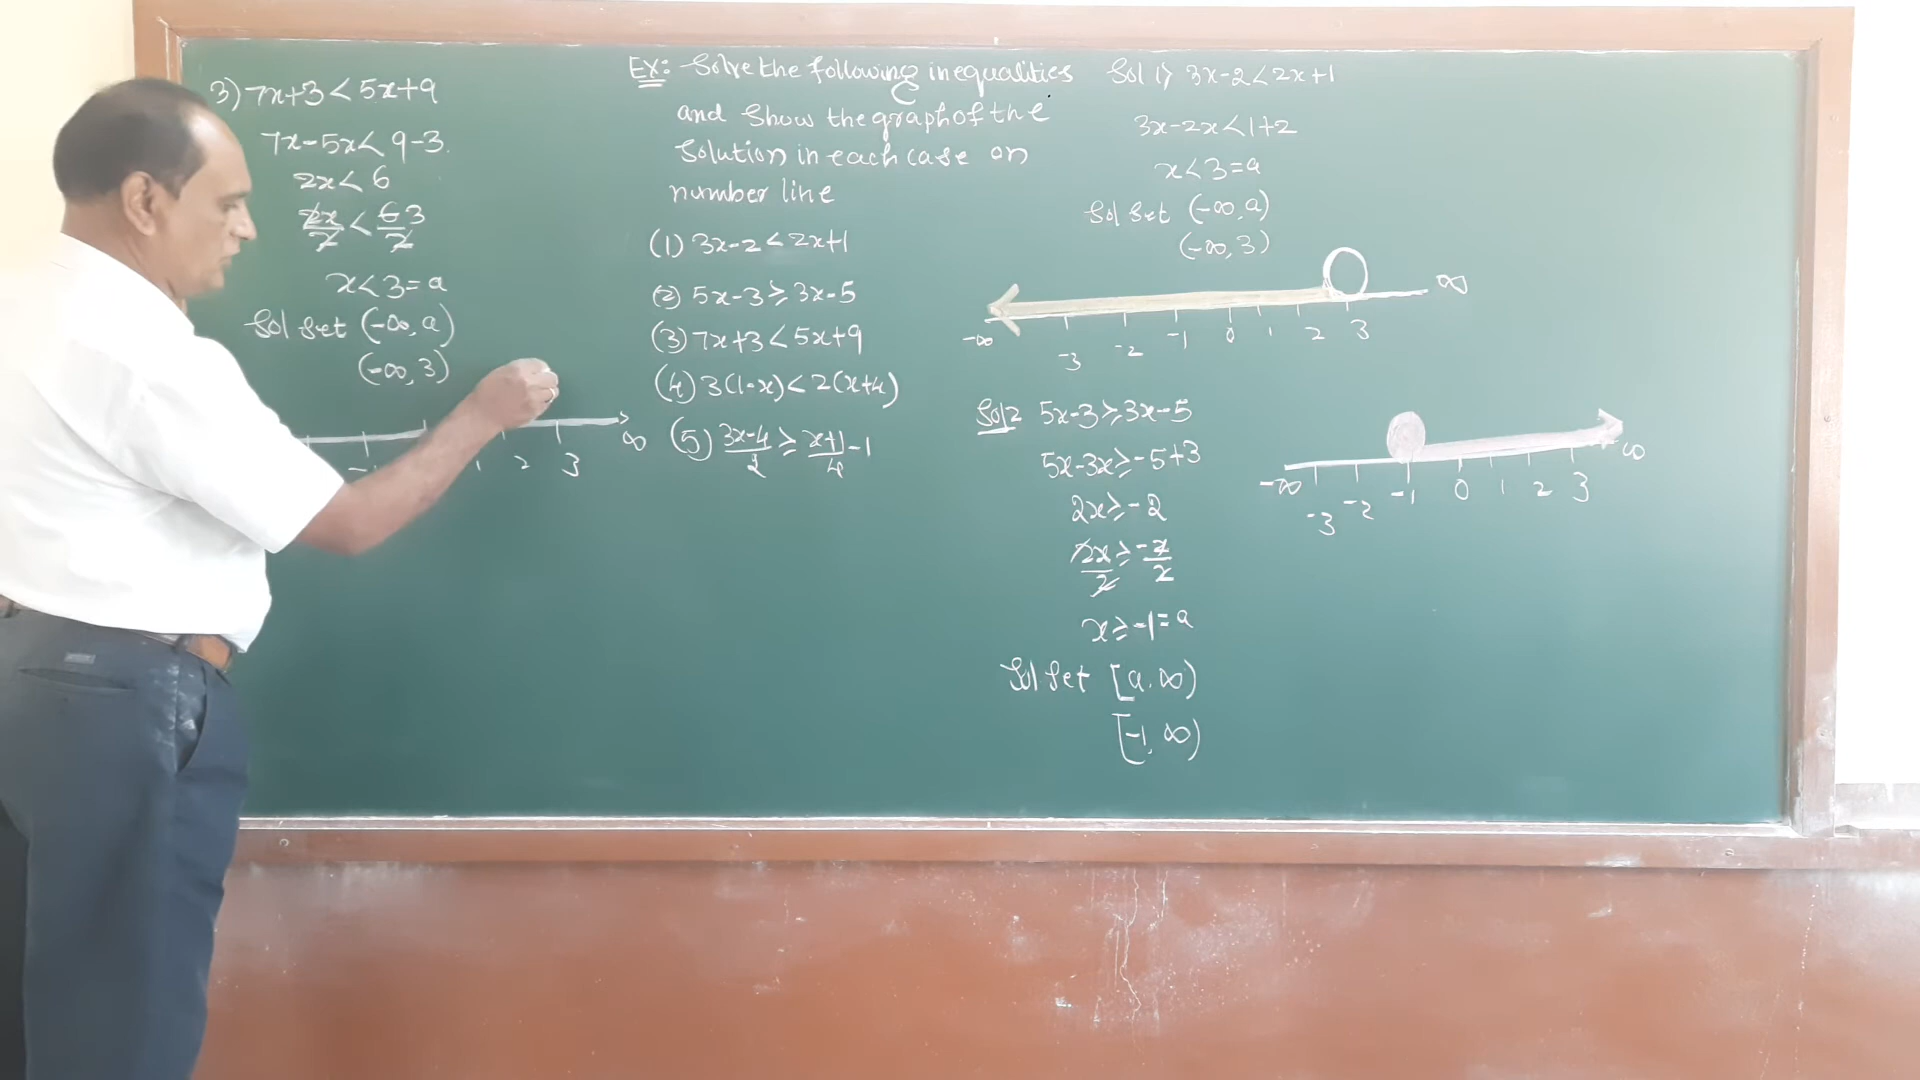 3) 7x+3<5x+9
7x-5x<9-3.
2x<6
2x/2<6/2 3
x<3=a
Sol Set (-∞,a)
(-∞,3)
1 2 3 ∞
Ex: Solve the following inequalities
and Show the graph of the
Solution in each case on
number line
(1) 3x-2<2x+1
(2) 5x-3≥3x-5
(3) 7x+3<5x+9
(4) 3(1-x)<2(x+4)
(5) 3x-4/2≥x+1/4-1
Sol 1) 3x-2<2x+1
3x-2x<1+2
x<3=a
Sol Set (-∞,a)
(-∞,3)
-∞ -3 -2 -1 0 1 2 3 ∞
Sol2 5x-3≥3x-5
5x-3x≥-5+3
2x≥-2
2x/2≥-2/2
x≥-1=a
Sol Set [a,∞)
[-1,∞)
-∞ -3 -2 -1 0 1 2 3 ∞